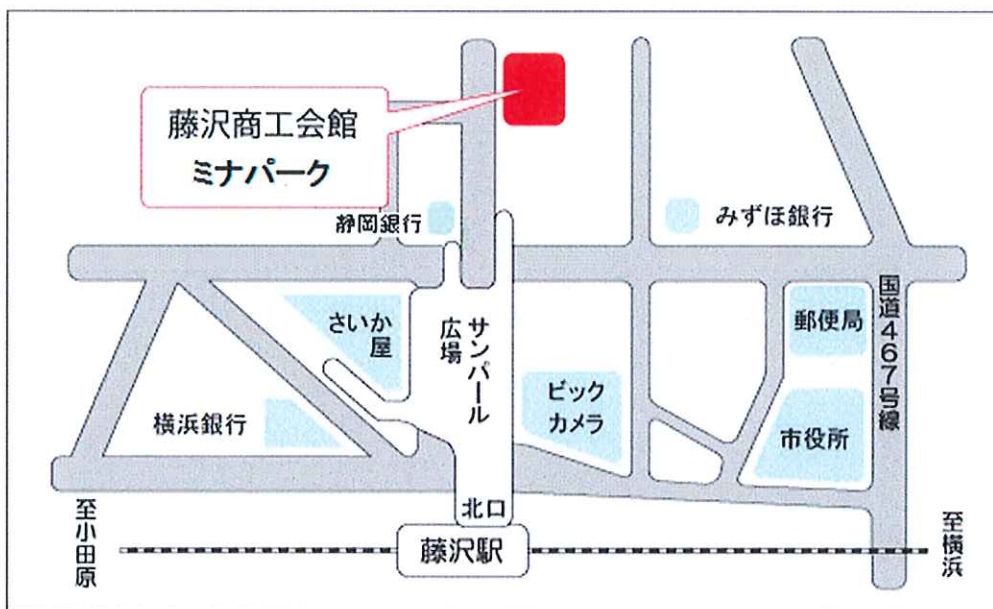 藤沢商工会館
ミナパーク
静岡銀行
みずほ銀行
さいか
屋
サンパール
広場
国道467号線
郵便局
ビック
カメラ
横浜銀行
市役所
北口
至小田原
藤沢駅
至横浜